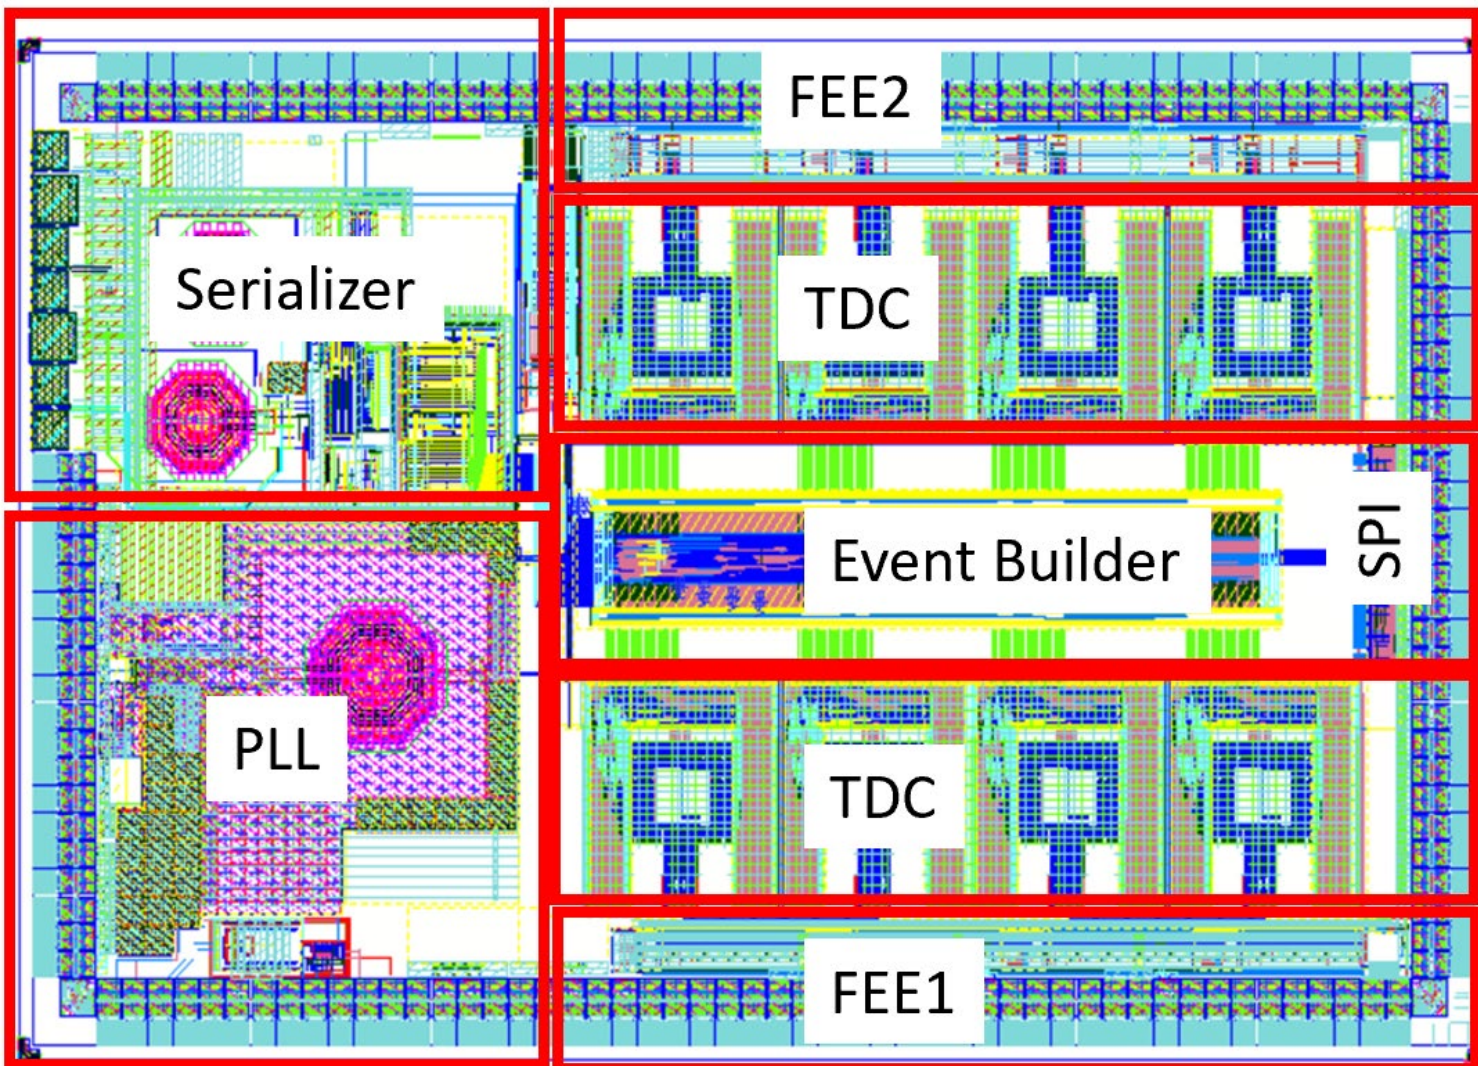 FEE2
Serializer
TDC
Event Builder
SPI
PLL
TDC
FEE1